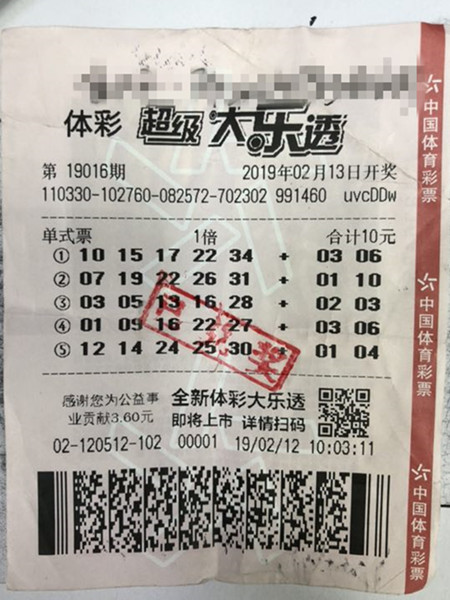 体彩 超级大乐透
第 19016期 2019年02月13日开奖
110330-102760-082572-702302 991460 uvcDDw
单式票 1倍 合计10元
① 10 15 17 22 34 + 03 06
② 07 19 22 26 31 + 01 10
③ 03 05 13 16 28 + 02 03
④ 01 09 16 22 27 + 03 06
⑤ 12 14 24 25 30 + 01 04
感谢您为公益事 全新体彩大乐透
业贡献3.60元 即将上市 详情扫码
02-120512-102 00001 19/02/12 10:03:11
中国体育彩票
中国体育彩票
中国体育彩票